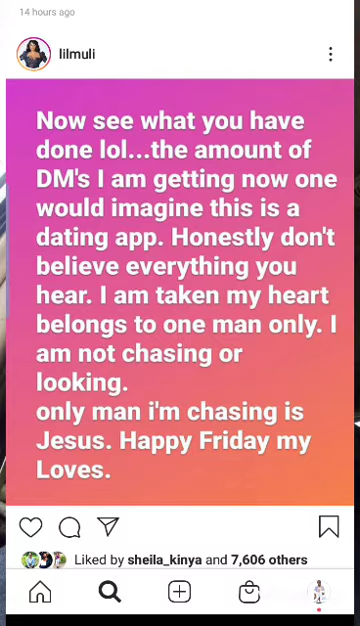 14 hours ago
lilmuli
Now see what you have
done lol...the amount of
DM's I am getting now one
would imagine this is a
dating app. Honestly don't
believe everything you
hear. I am taken my heart
belongs to one man only. I
am not chasing or
looking.
only man i'm chasing is
Jesus. Happy Friday my
Loves.
Liked by sheila_kinya and 7,606 others